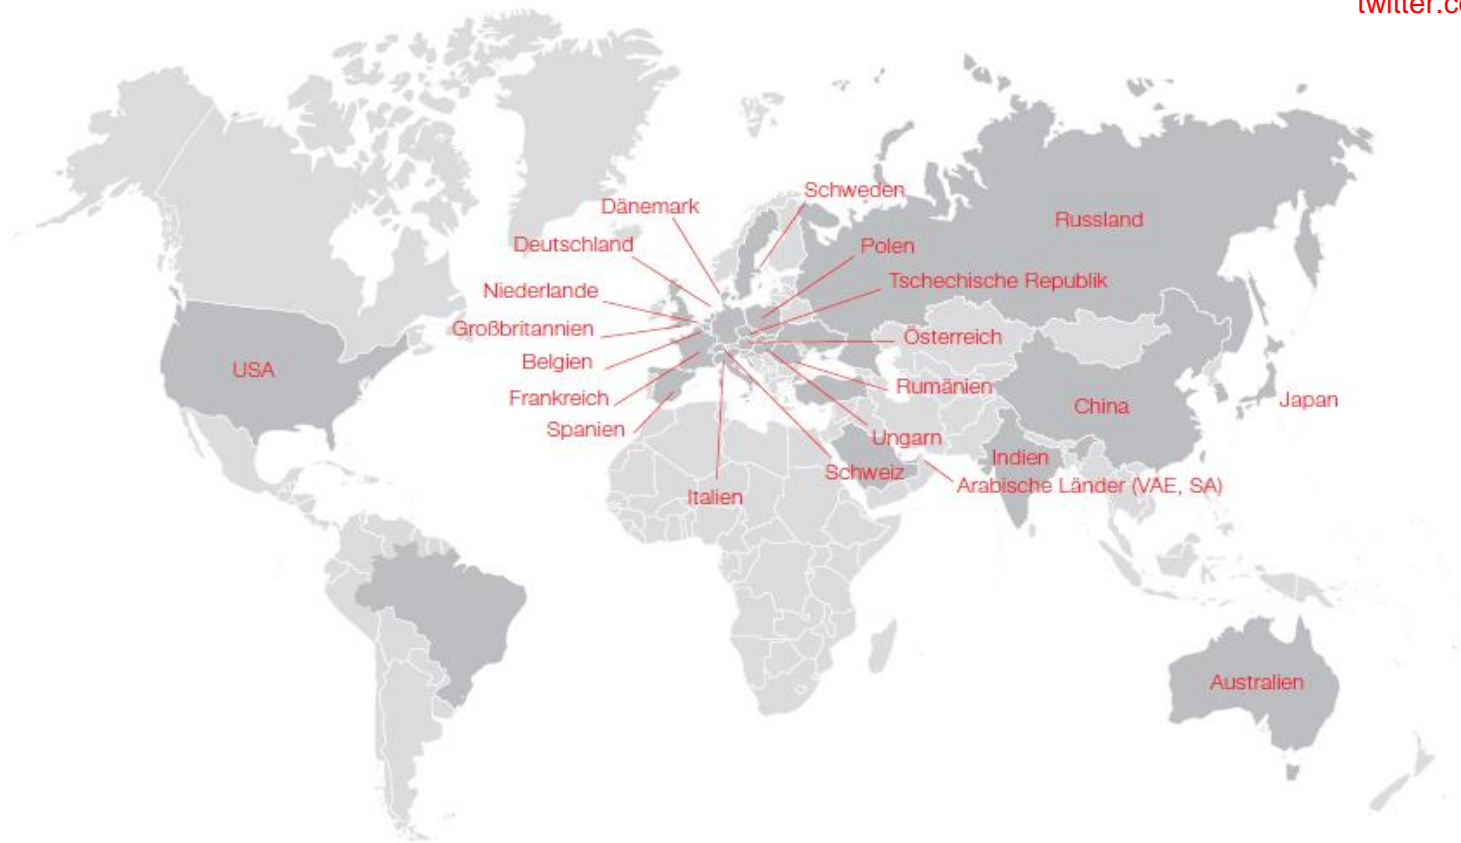 twitter.co
Schweden
Dänemark
Russland
Deutschland
Polen
Tschechische Republik
Niederlande
Großbritannien
Österreich
Belgien
USA
Rumänien
Frankreich
Japan
China
Spanien
Ungarn
Indien
Schweiz
Arabische Länder (VAE, SA)
Italien
Australien